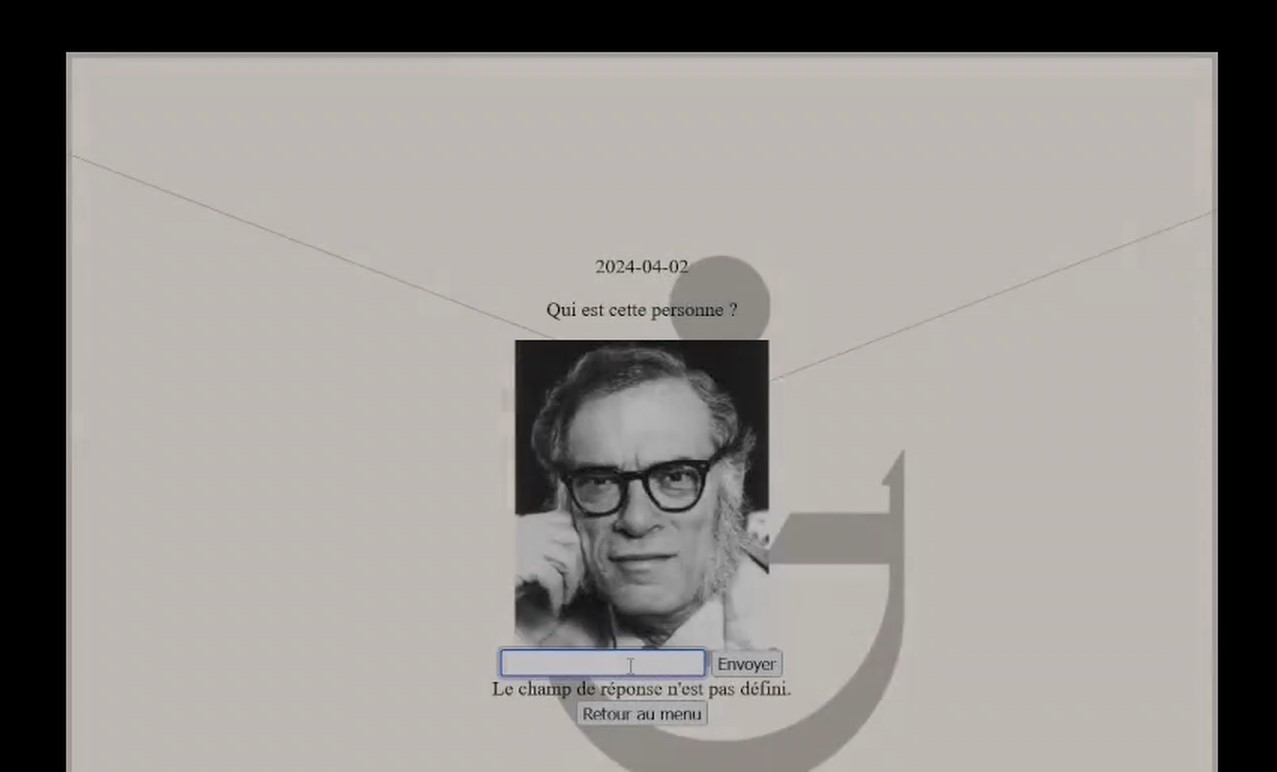 2024-04-02
Qui est cette personne ?
Envoyer
Le champ de réponse n'est pas défini.
Retour au menu